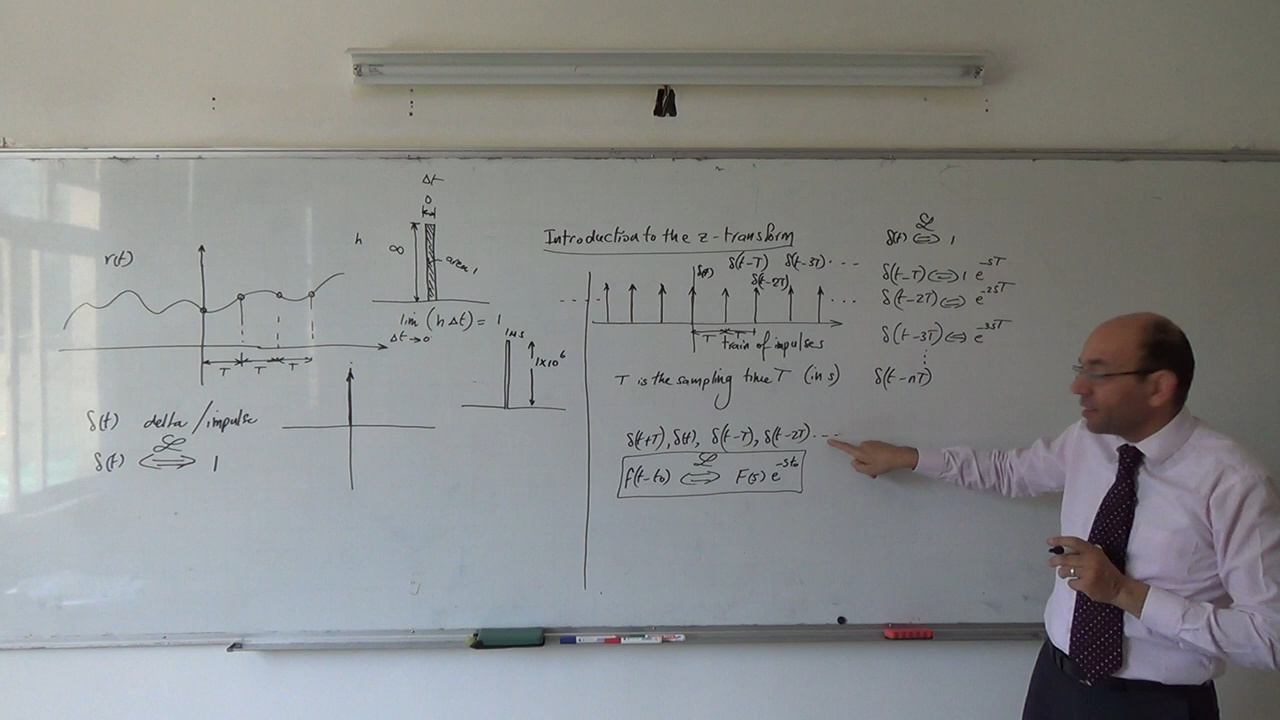 r(t)
T T T
δ(t) delta/impulse
ℒ
δ(t) ⟺ 1
Δt
0
h
∞
area 1
lim (h Δt) = 1
Δt→0
1μs
1×10⁶
Introduction to the z-transform
δ(t) δ(t-T) δ(t-2T) δ(t-3T) ...
... ...
T T
train of impulses
T is the sampling time T (in s)
δ(t+T), δ(t), δ(t-T), δ(t-2T) ...
ℒ
f(t-t₀) ⟺ F(s) e^-st₀
ℒ
δ(t) ⟺ 1
δ(t-T) ⟺ 1 e^-sT
δ(t-2T) ⟺ e^-2sT
δ(t-3T) ⟺ e^-3sT
⋮
δ(t-nT)